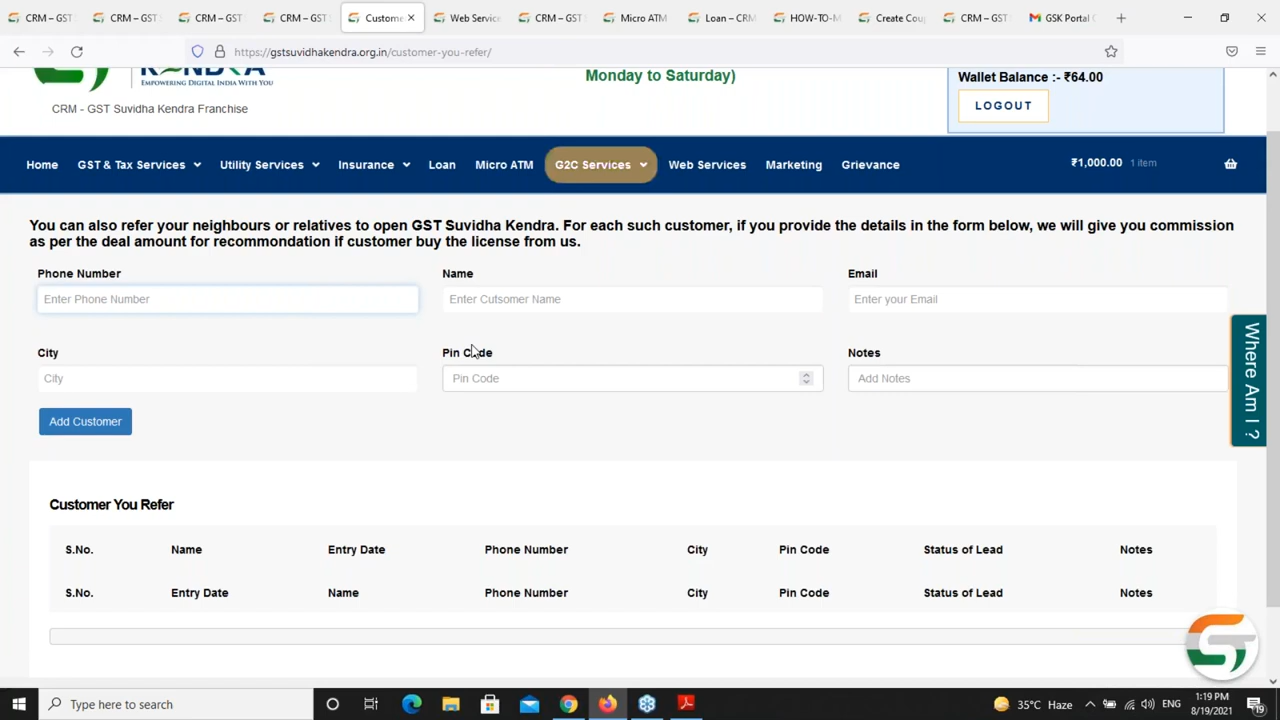 CRM – GST
CRM – GST
CRM – GST
CRM – GST
Custome
Web Service
CRM – GST
Micro ATM
Loan – CRM
HOW-TO-M
Create Cou
CRM – GST
GSK Portal
https://gstsuvidhakendra.org.in/customer-you-refer/
KENDRA
EMPOWERING DIGITAL INDIA WITH YOU
CRM - GST Suvidha Kendra Franchise
Monday to Saturday)
Wallet Balance :- ₹64.00
LOGOUT
Home GST & Tax Services Utility Services Insurance Loan Micro ATM G2C Services Web Services Marketing Grievance ₹1,000.00 1 item
You can also refer your neighbours or relatives to open GST Suvidha Kendra. For each such customer, if you provide the details in the form below, we will give you commission
as per the deal amount for recommondation if customer buy the license from us.
Phone Number Name Email
Enter Phone Number Enter Cutsomer Name Enter your Email
City Pin Code Notes
City Pin Code Add Notes
Where Am I ?
Add Customer
Customer You Refer
S.No. Name Entry Date Phone Number City Pin Code Status of Lead Notes
S.No. Entry Date Name Phone Number City Pin Code Status of Lead Notes
Type here to search
35°C Haze
ENG
1:19 PM
8/19/2021
19